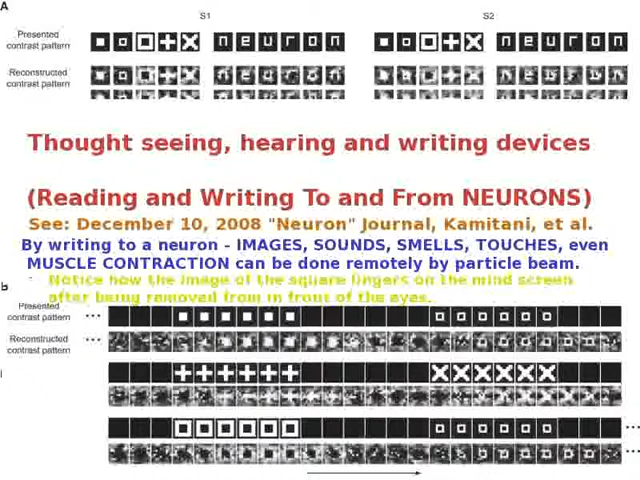 A
S1
S2
Presented
contrast pattern
n e u r o n
n e u r o n
Reconstructed
contrast pattern
n e u r o n
n e u r o n
Thought seeing, hearing and writing devices
(Reading and Writing To and From NEURONS)
See: December 10, 2008 "Neuron" Journal, Kamitani, et al.
By writing to a neuron - IMAGES, SOUNDS, SMELLS, TOUCHES, even
MUSCLE CONTRACTION can be done remotely by particle beam.
Notice how the image of the square lingers on the mind screen
after being removed from in front of the eyes.
Presented
contrast pattern
Reconstructed
contrast pattern